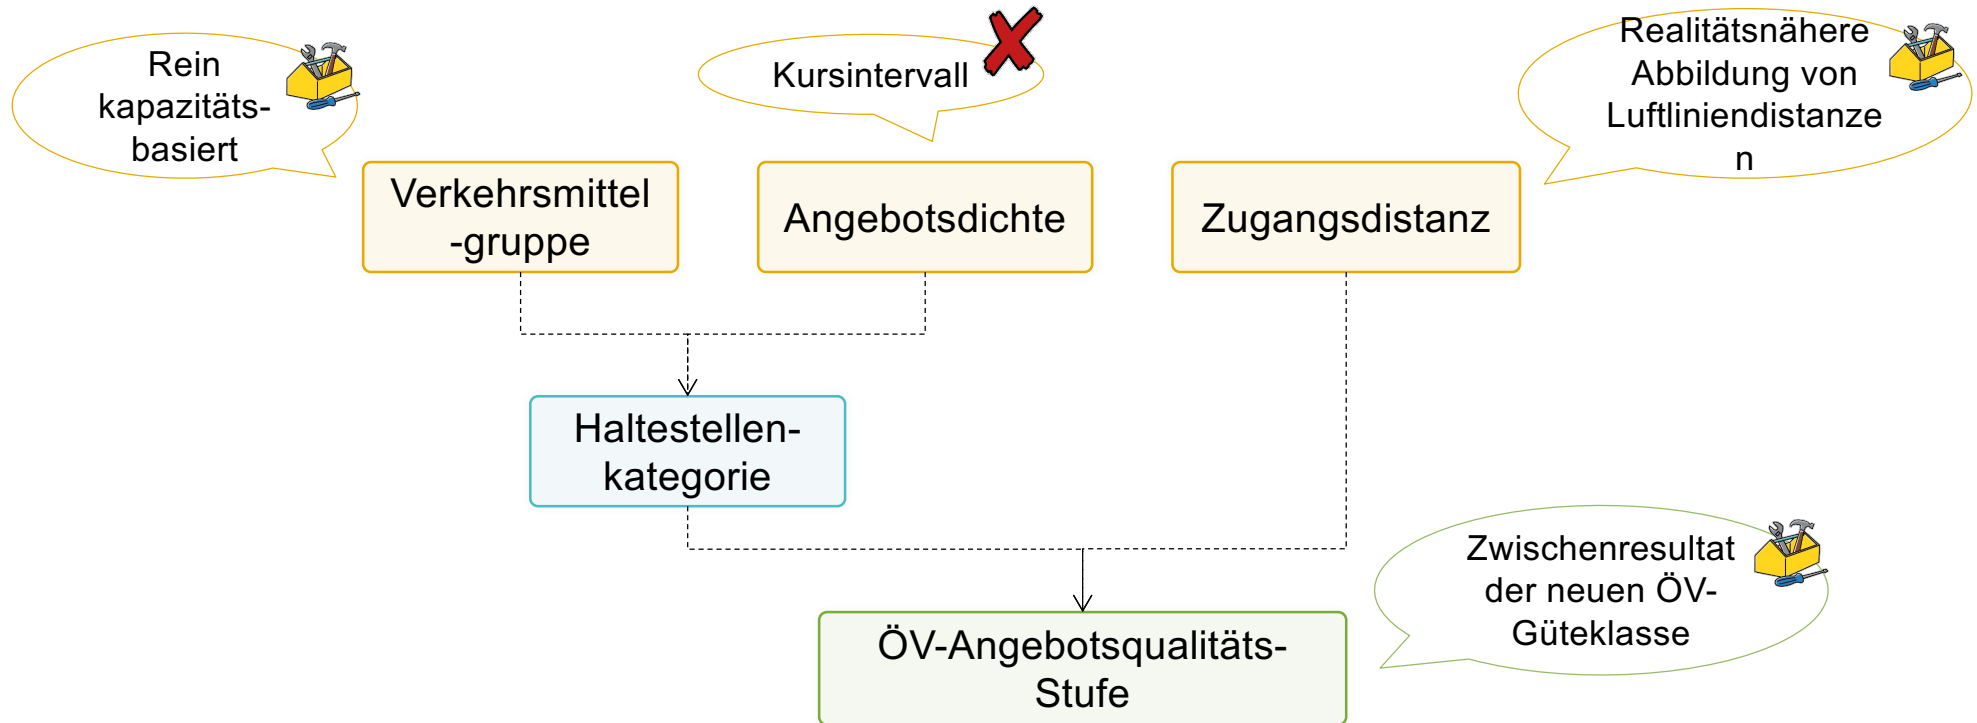 Rein
kapazitäts-
basiert
Kursintervall
Realitätsnähere
Abbildung von
Luftliniendistanze
n
Verkehrsmittel
-gruppe
Angebotsdichte
Zugangsdistanz
Haltestellen-
kategorie
Zwischenresultat
der neuen ÖV-
Güteklasse
ÖV-Angebotsqualitäts-
Stufe